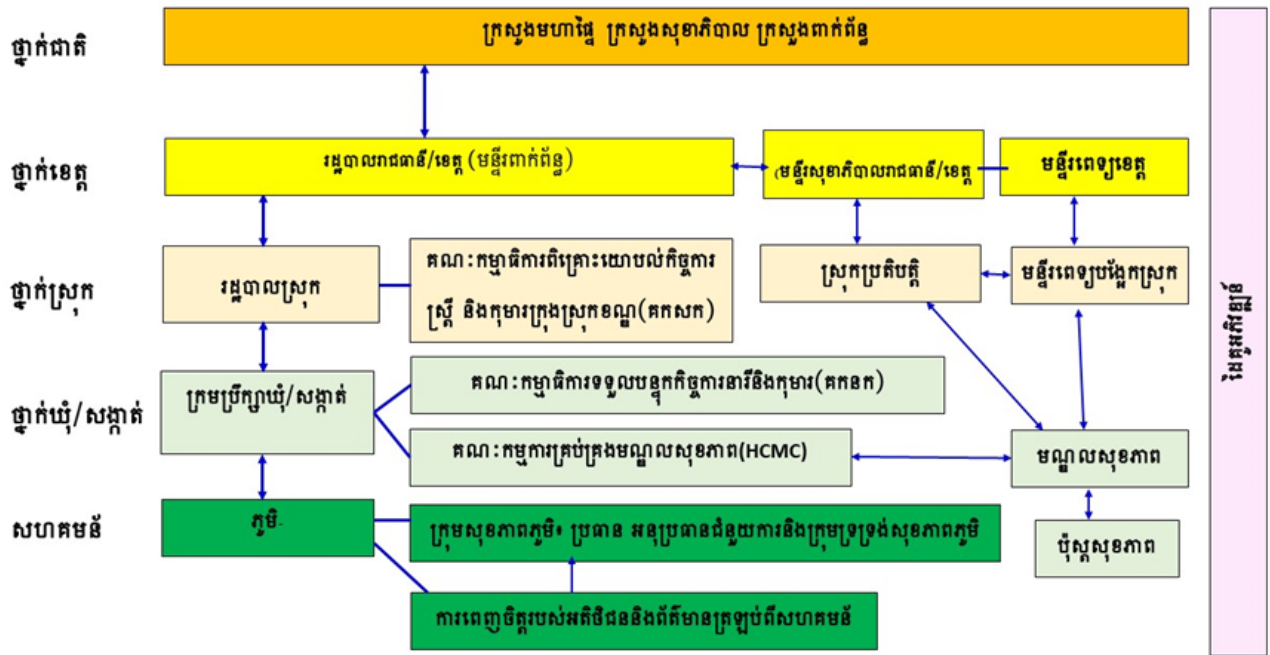 ថ្នាក់ជាតិ
ក្រសូងមហាផ្ទៃ ក្រសូងសុខាភិបាល ក្រសួងពាក់ព័ន្ធ
ថ្នាក់ខេត្ត
រដ្ឋបាលរាជធានី/ខេត្ត (មន្ទីរពាក់ព័ន្ធ)
(មន្ទីរសុខាភិបាលរាជធានី/ខេត្ត
មន្ទីរពេទ្យខេត្ត
ថ្នាក់ស្រុក
រដ្ឋបាលស្រុក
គណៈកម្មាធិការពិគ្រោះយោបល់កិច្ចការ
ស្រ្តី និងកុមារក្រុងស្រុកខណ្ឌ(គកសក)
ស្រុកប្រតិបត្តិ
មន្ទីរពេទ្យបង្អែកស្រុក
ថ្នាក់ឃុំ/សង្កាត់
ក្រមប្រឹក្សាឃុំ/សង្កាត់
គណៈកម្មាធិការទទួលបន្ទុកកិច្ចការនារីនិងកុមារ(គកនក)
គណៈកម្មការគ្រប់គ្រងមណ្ឌលសុខភាព(HCMC)
មណ្ឌលសុខភាព
សហគមន៍
ភូមិ-
ក្រុមសុខភាពភូមិ៖ ប្រធាន អនុប្រធានជំនួយការនិងក្រុមទ្រទ្រង់សុខភាពភូមិ
ប៉ុស្តសុខភាព
ការពេញចិត្តរបស់អតិថិជននិងព័ត៌មានត្រឡប់ពីសហគមន៍
ដៃគូអភិវឌ្ឍន៍